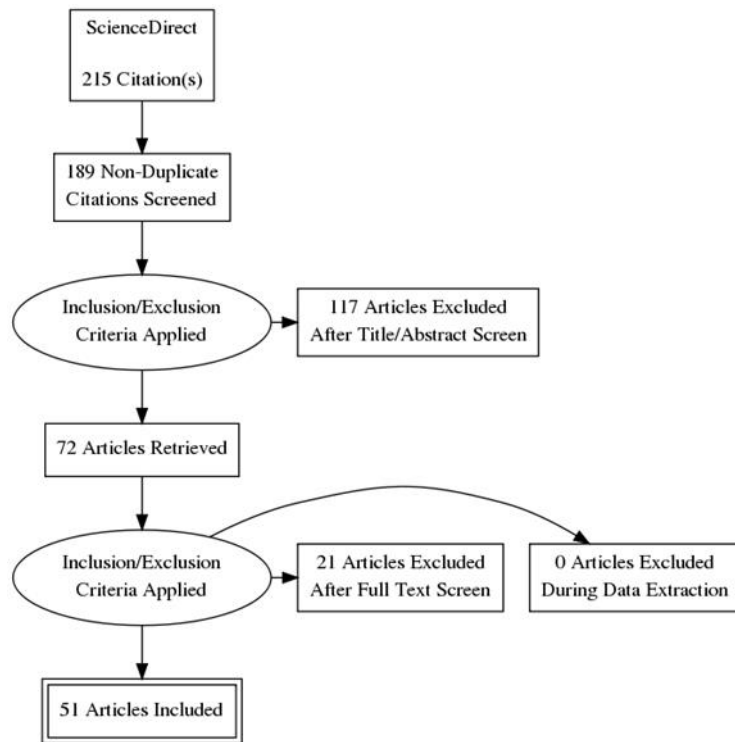 ScienceDirect
215 Citation(s)
189 Non-Duplicate
Citations Screened
Inclusion/Exclusion
Criteria Applied
117 Articles Excluded
After Title/Abstract Screen
72 Articles Retrieved
Inclusion/Exclusion
Criteria Applied
21 Articles Excluded
After Full Text Screen
0 Articles Excluded
During Data Extraction
51 Articles Included